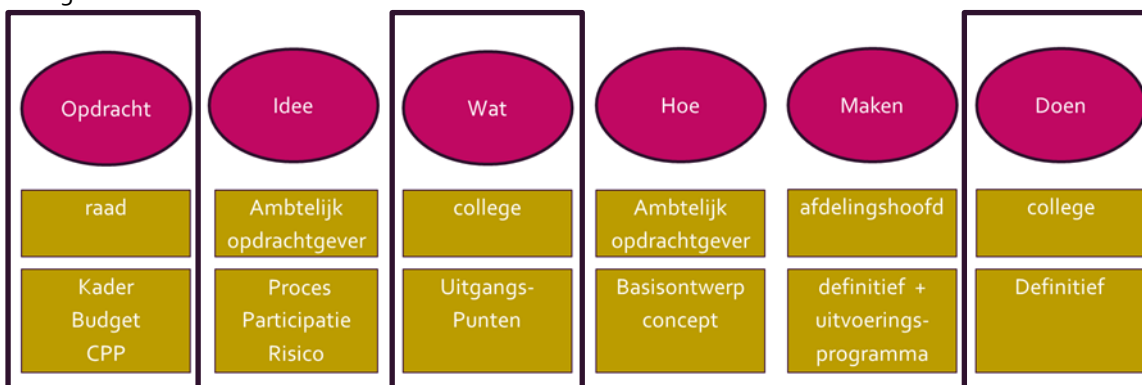 Opdracht
Idee
Wat
Hoe
Maken
Doen
raad
Ambtelijk
opdrachtgever
college
Ambtelijk
opdrachtgever
afdelingshoofd
college
Kader
Budget
CPP
Proces
Participatie
Risico
Uitgangs-
Punten
Basisontwerp
concept
definitief +
uitvoerings-
programma
Definitief